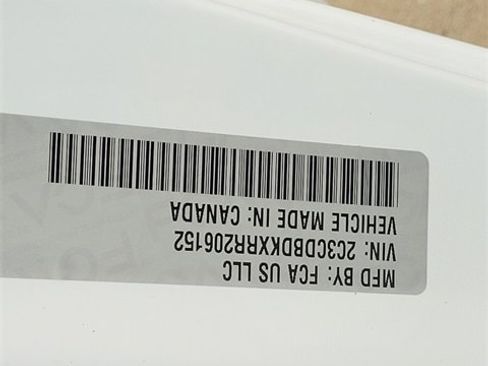 MFD BY: FCA US LLC
VIN: 2C3CDBDKXRR206152
VEHICLE MADE IN: CANADA